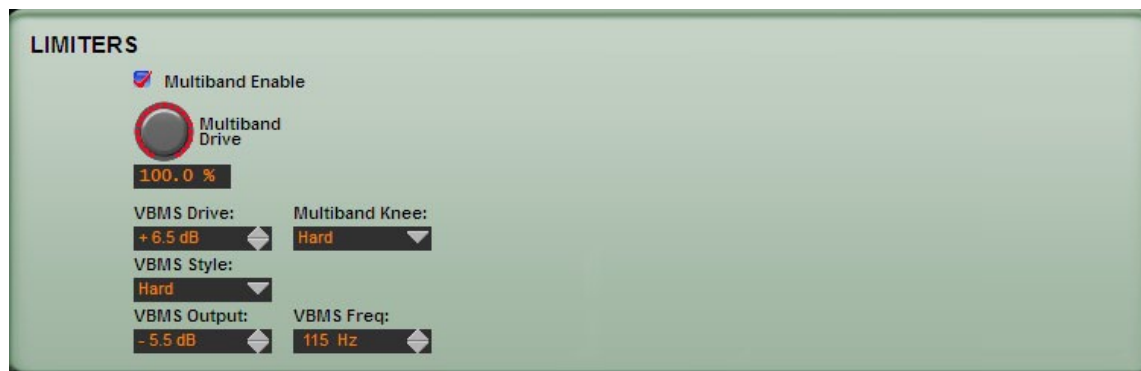 LIMITERS
Multiband Enable
Multiband
Drive
100.0 %
VBMS Drive: Multiband Knee:
+ 6.5 dB Hard
VBMS Style:
Hard
VBMS Output: VBMS Freq:
- 5.5 dB 115 Hz